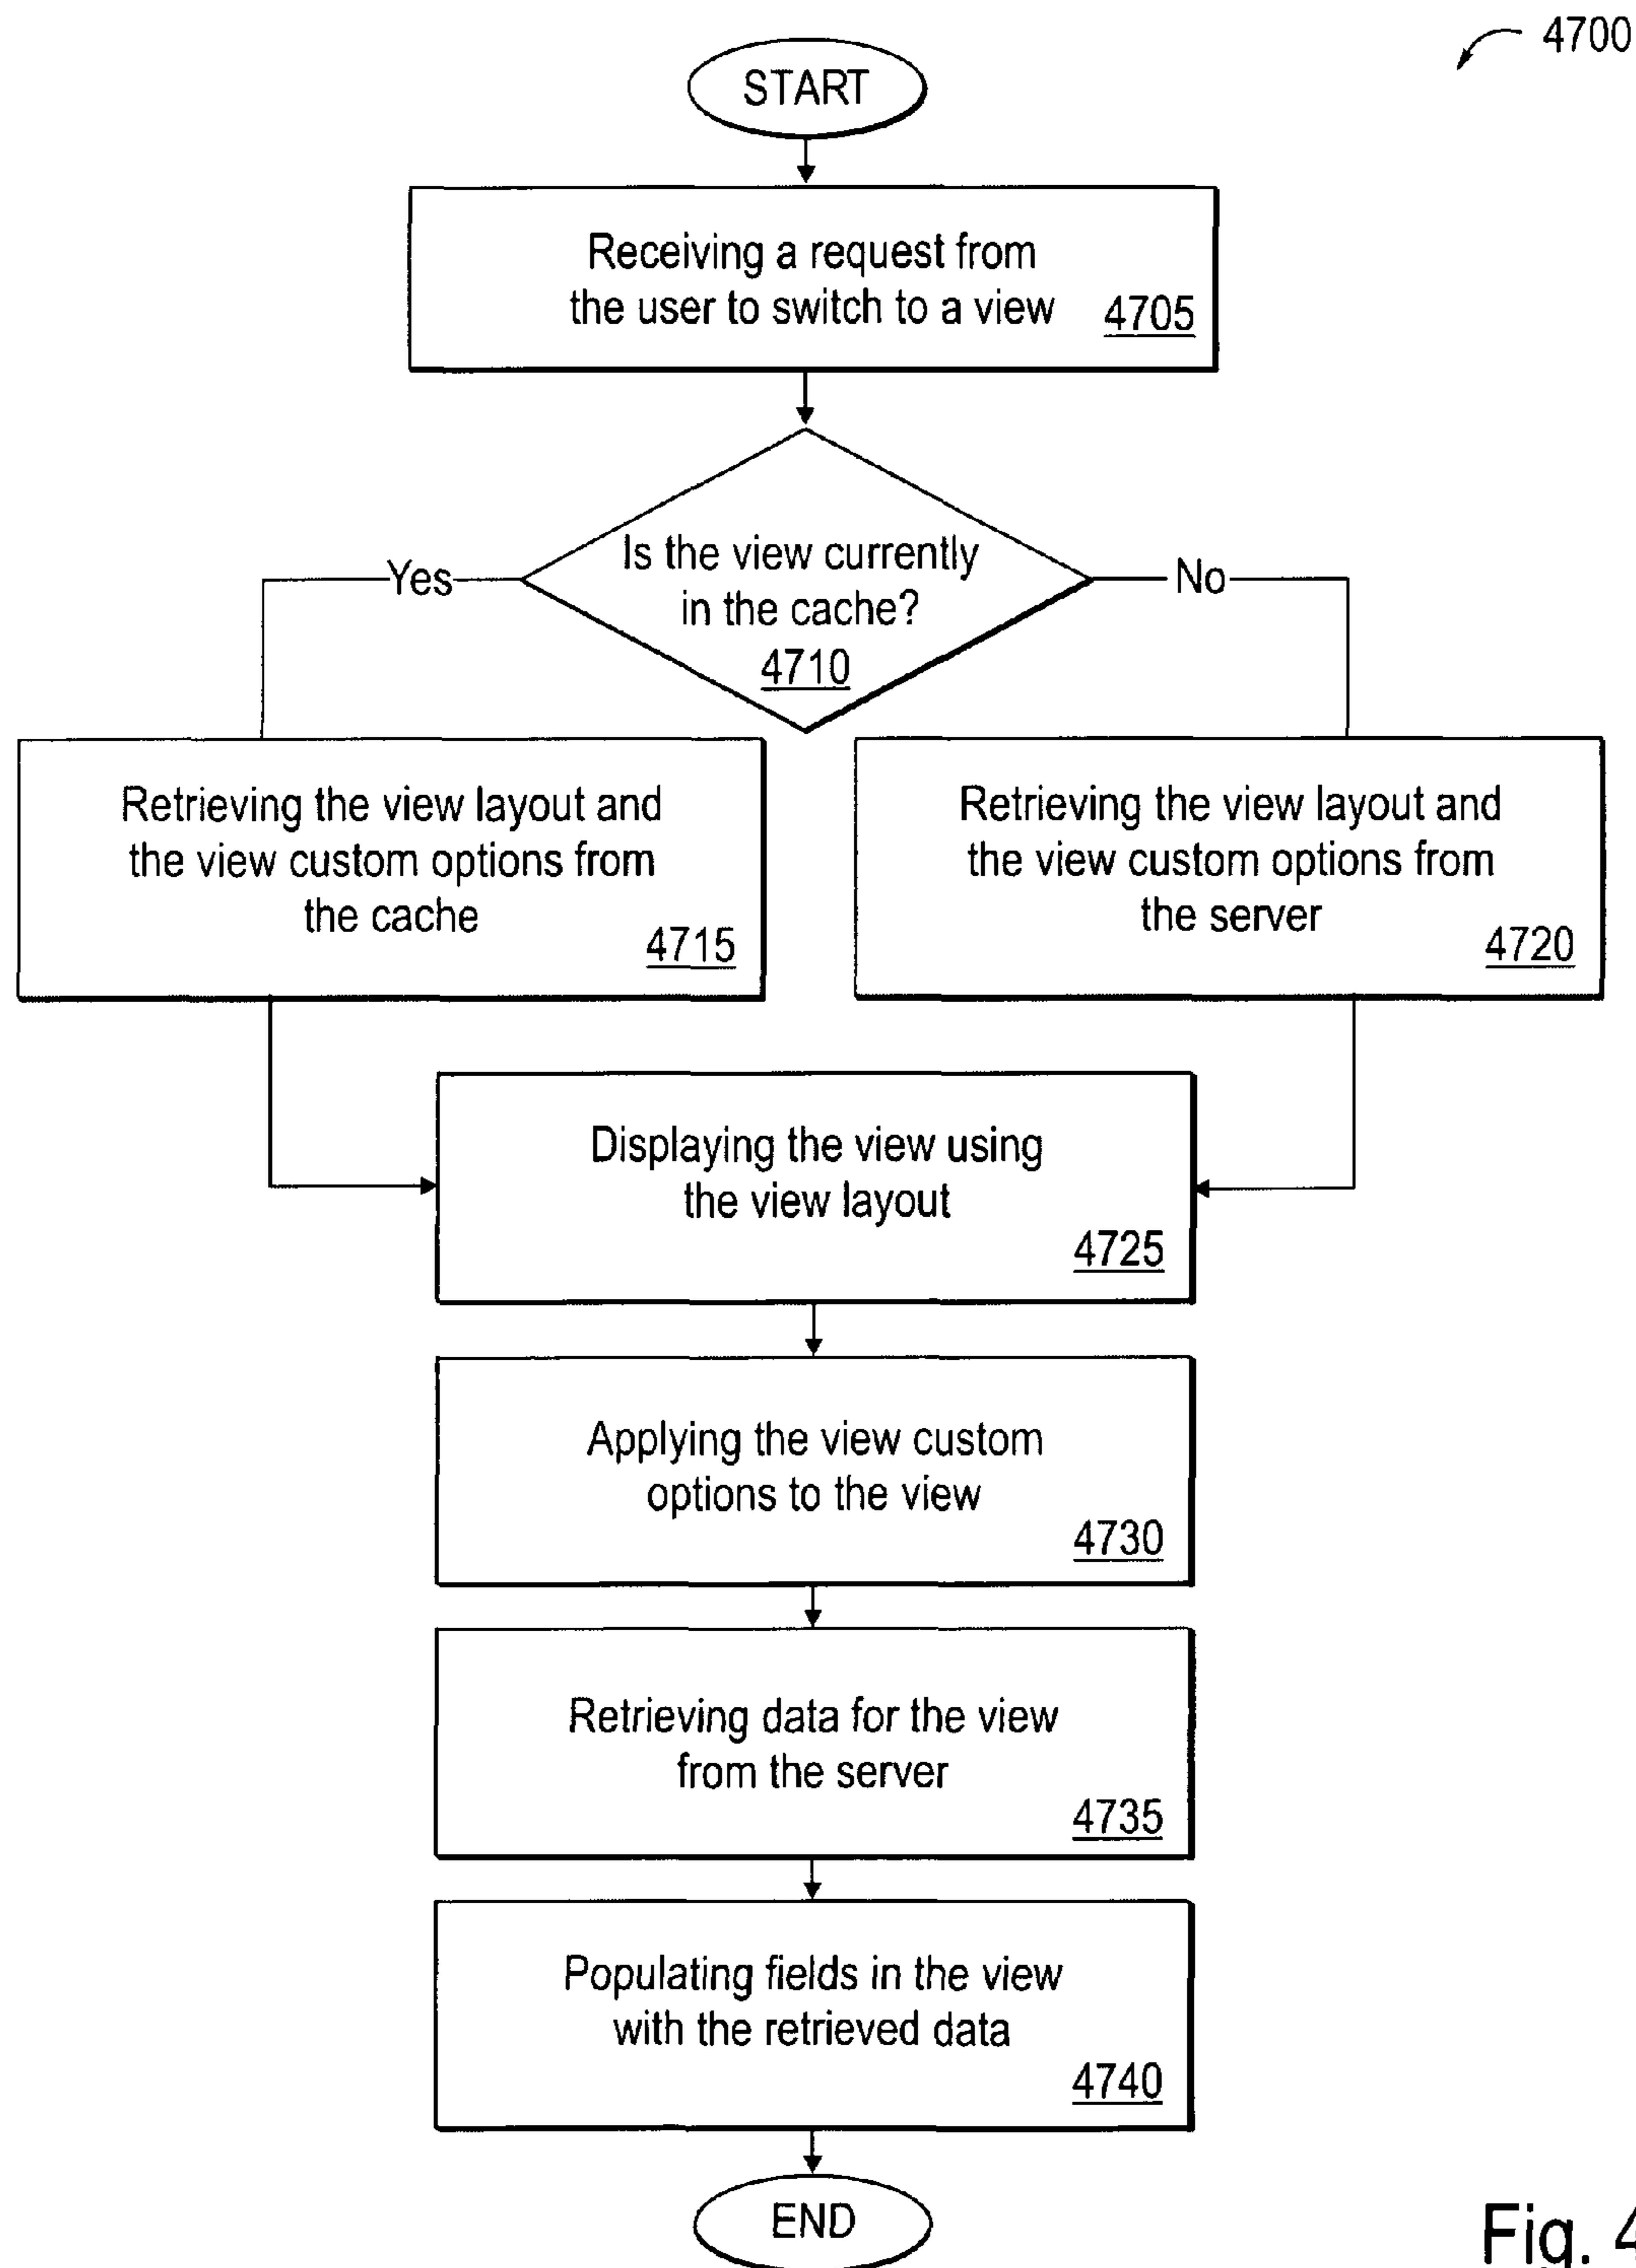 4700
START
Receiving a request from
the user to switch to a view
4705
Is the view currently
in the cache?
4710
Yes
No
Retrieving the view layout and
the view custom options from
the cache
4715
Retrieving the view layout and
the view custom options from
the server
4720
Displaying the view using
the view layout
4725
Applying the view custom
options to the view
4730
Retrieving data for the view
from the server
4735
Populating fields in the view
with the retrieved data
4740
END
Fig. 4